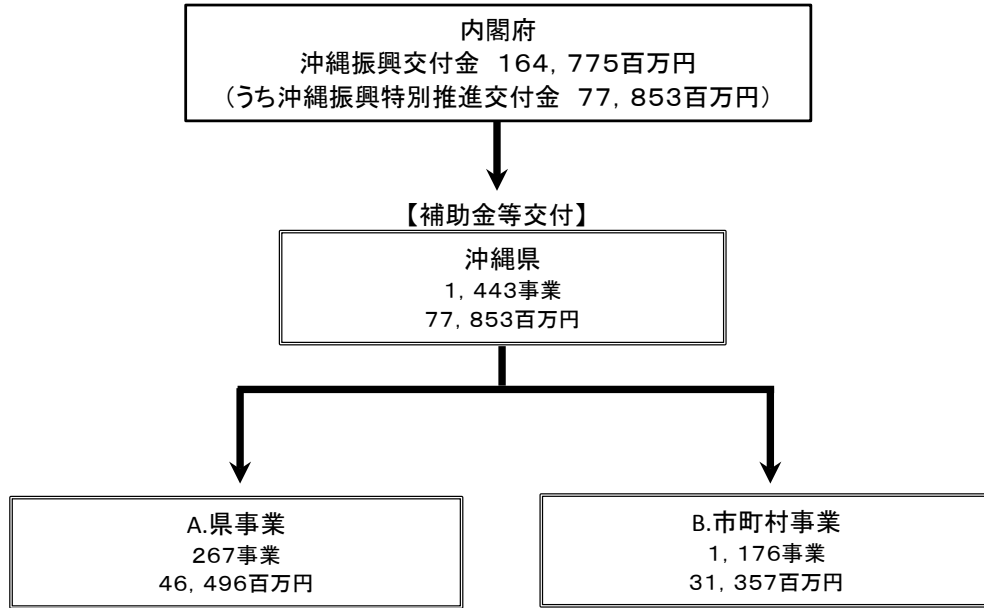 内閣府
沖縄振興交付金 164,775百万円
(うち沖縄振興特別推進交付金 77,853百万円)
【補助金等交付】
沖縄県
1,443事業
77,853百万円
A.県事業
267事業
46,496百万円
B.市町村事業
1,176事業
31,357百万円